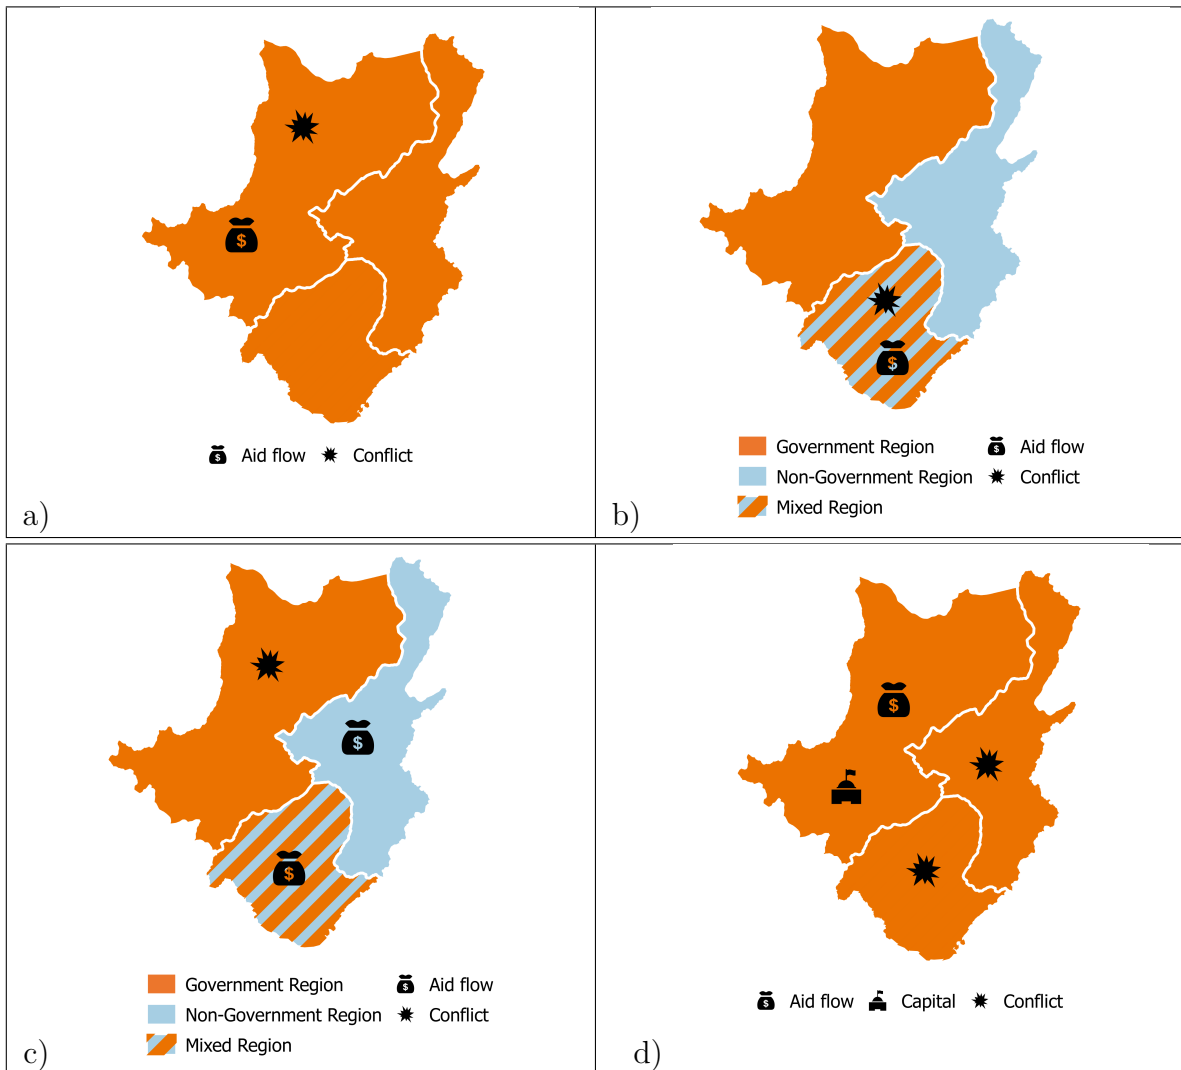 $
$ Aid flow Conflict
a)
$
Government Region $ Aid flow
Non-Government Region Conflict
Mixed Region
b)
$
$
Government Region $ Aid flow
Non-Government Region Conflict
Mixed Region
c)
$
$ Aid flow Capital Conflict
d)